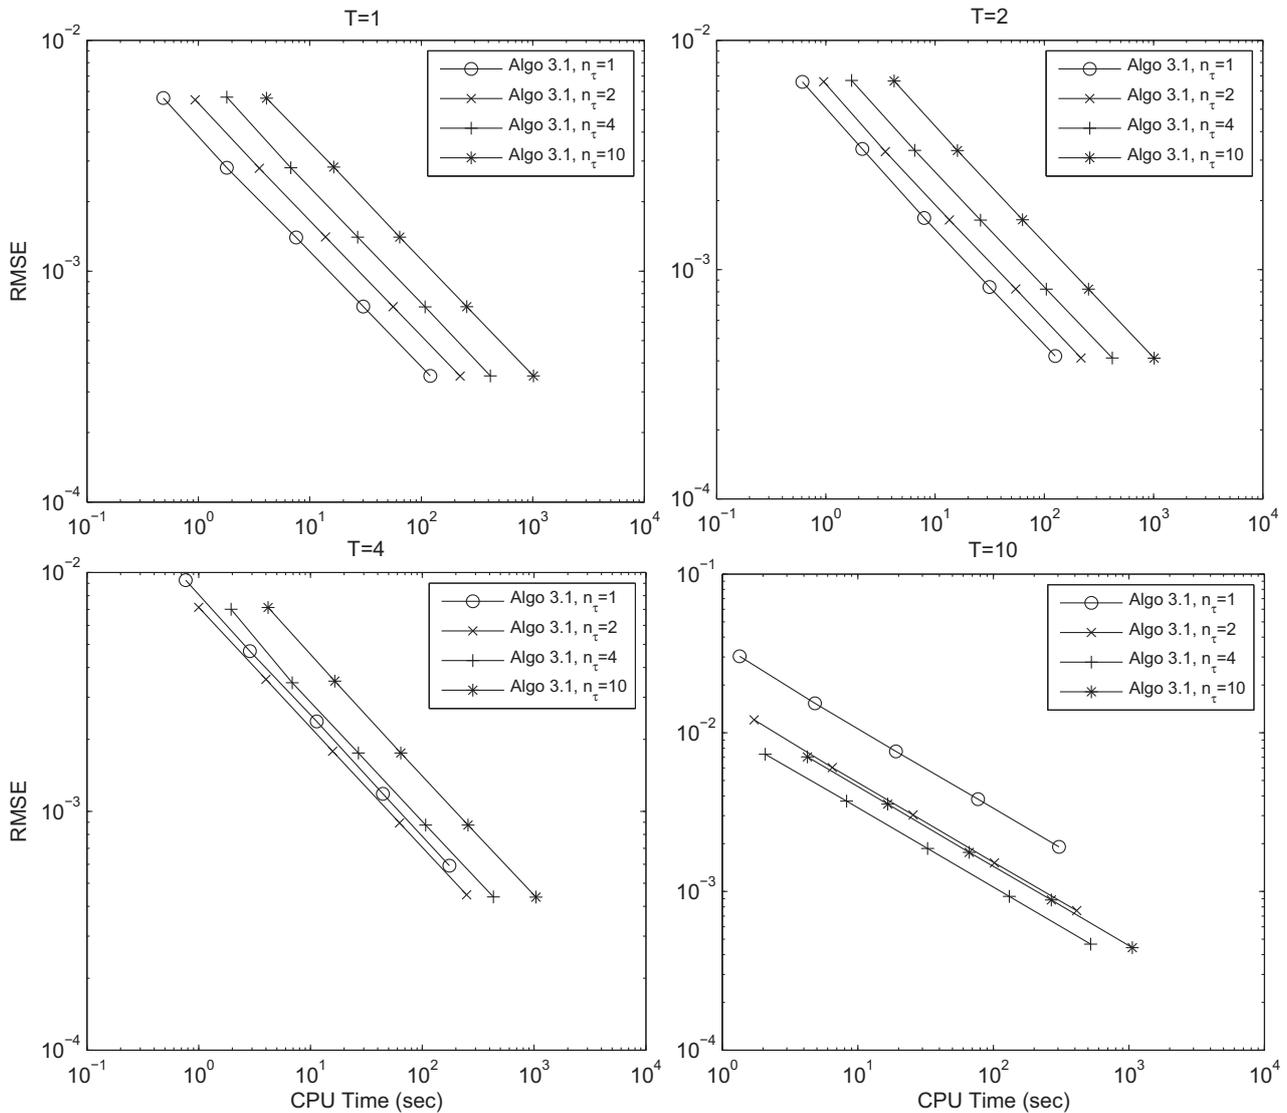 T=1
10^-2
10^-3
10^-4
RMSE
10^-1
10^0
10^1
10^2
10^3
10^4
Algo 3.1, n_τ=1
Algo 3.1, n_τ=2
Algo 3.1, n_τ=4
Algo 3.1, n_τ=10
T=2
10^-2
10^-3
10^-4
10^-1
10^0
10^1
10^2
10^3
10^4
Algo 3.1, n_τ=1
Algo 3.1, n_τ=2
Algo 3.1, n_τ=4
Algo 3.1, n_τ=10
T=4
10^-2
10^-3
10^-4
RMSE
10^-1
10^0
10^1
10^2
10^3
10^4
CPU Time (sec)
Algo 3.1, n_τ=1
Algo 3.1, n_τ=2
Algo 3.1, n_τ=4
Algo 3.1, n_τ=10
T=10
10^-1
10^-2
10^-3
10^-4
10^0
10^1
10^2
10^3
10^4
CPU Time (sec)
Algo 3.1, n_τ=1
Algo 3.1, n_τ=2
Algo 3.1, n_τ=4
Algo 3.1, n_τ=10